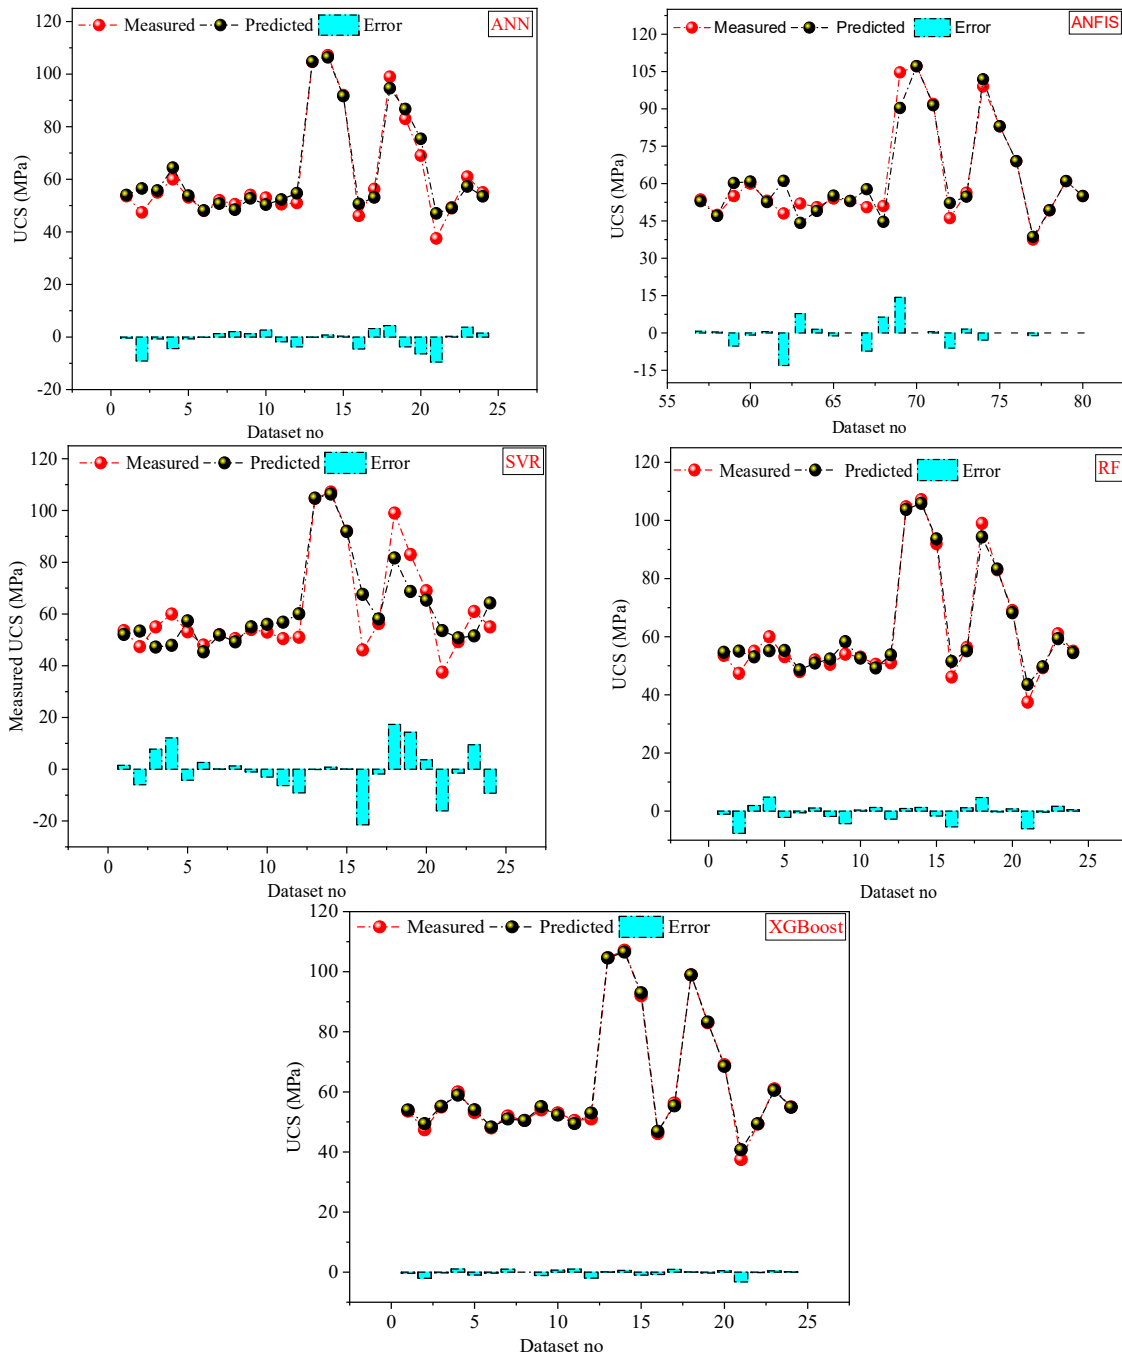 Measured Predicted Error ANN
120
100
80
60
40
20
0
-20
UCS (MPa)
0 5 10 15 20 25
Dataset no
Measured Predicted Error ANFIS
120
105
90
75
60
45
30
15
0
-15
UCS (MPa)
55 60 65 70 75 80
Dataset no
Measured Predicted Error SVR
120
100
80
60
40
20
0
-20
Measured UCS (MPa)
0 5 10 15 20 25
Dataset no
Measured Predicted Error RF
120
100
80
60
40
20
0
UCS (MPa)
0 5 10 15 20 25
Dataset no
Measured Predicted Error XGBoost
120
100
80
60
40
20
0
UCS (MPa)
0 5 10 15 20 25
Dataset no